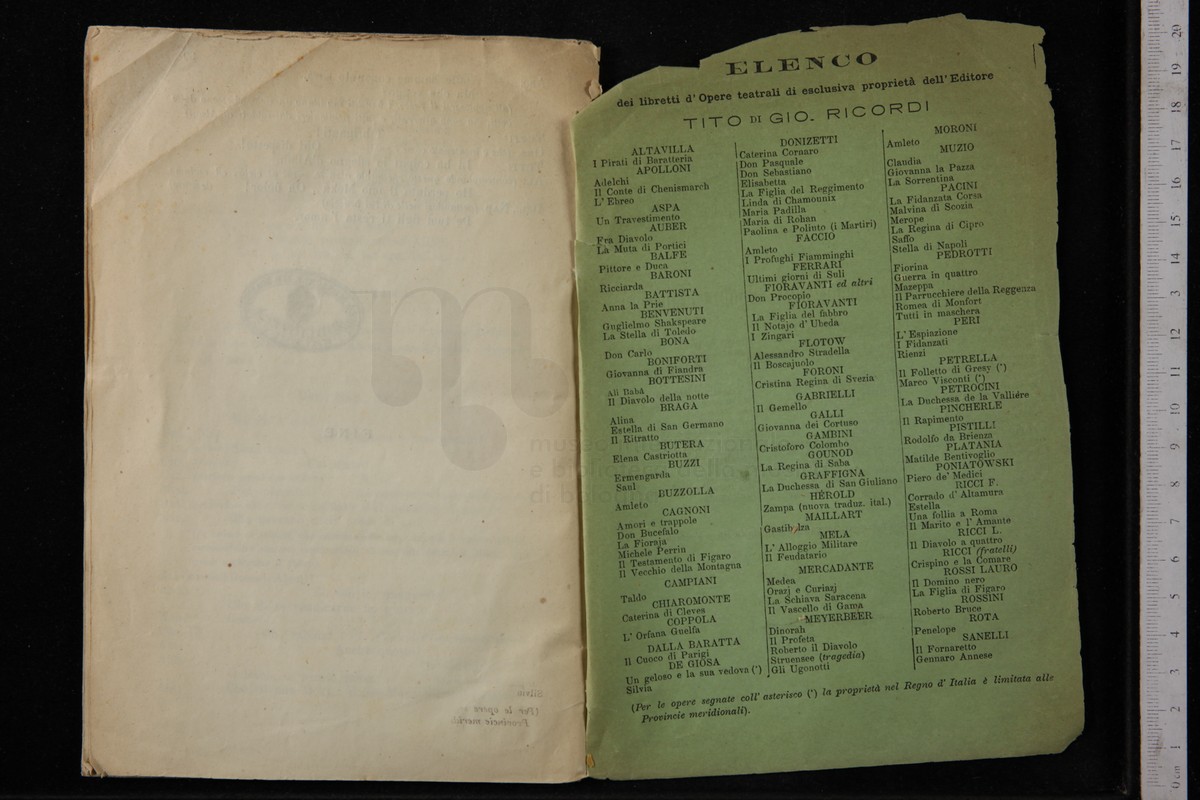 ELENCO
dei libretti d' Opere teatrali di esclusiva proprietà dell' Editore
TITO DI GIO. RICORDI
ALTAVILLA
I Pirati di Baratteria
APOLLONI
Adelchi
Il Conte di Chenismarch
L' Ebreo
ASPA
Un Travestimento
AUBER
Fra Diavolo
La Muta di Portici
BALFE
Pittore e Duca
BARONI
Ricciarda
BATTISTA
Anna la Prie
BENVENUTI
Guglielmo Shakspeare
La Stella di Toledo
BONA
Don Carlo
BONIFORTI
Giovanna di Fiandra
BOTTESINI
Alì Babà
Il Diavolo della notte
BRAGA
Alina
Estella di San Germano
Il Ritratto
BUTERA
Elena Castriotta
BUZZI
Ermengarda
Saul
BUZZOLLA
Amleto
CAGNONI
Amori e trappole
Don Bucefalo
La Fioraja
Michele Perrin
Il Testamento di Figaro
Il Vecchio della Montagna
CAMPIANI
Taldo
CHIAROMONTE
Caterina di Cleves
COPPOLA
L' Orfana Guelfa
DALLA BARATTA
Il Cuoco di Parigi
DE GIOSA
Un geloso e la sua vedova (*)
Silvia
DONIZETTI
Caterina Cornaro
Don Pasquale
Don Sebastiano
Elisabetta
La Figlia del Reggimento
Linda di Chamounix
Maria Padilla
Maria di Rohan
Paolina e Poliuto (i Martiri)
FACCIO
Amleto
I Profughi Fiamminghi
FERRARI
Ultimi giorni di Suli
FIORAVANTI ed altri
Don Procopio
FIORAVANTI
La Figlia del fabbro
Il Notajo d' Ubeda
I Zingari
FLOTOW
Alessandro Stradella
Il Boscajuolo
FORONI
Cristina Regina di Svezia
GABRIELLI
Il Gemello
GALLI
Giovanna dei Cortuso
GAMBINI
Cristoforo Colombo
GOUNOD
La Regina di Saba
GRAFFIGNA
La Duchessa di San Giuliano
HÉROLD
Zampa (nuova traduz. ital.)
MAILLART
Gastibelza
MELA
L' Alloggio Militare
Il Feudatario
MERCADANTE
Medea
Orazj e Curiazj
La Schiava Saracena
Il Vascello di Gama
MEYERBEER
Dinorah
Il Profeta
Roberto il Diavolo
Struensee (tragedia)
Gli Ugonotti
MORONI
Amleto
MUZIO
Claudia
Giovanna la Pazza
La Sorrentina
PACINI
La Fidanzata Corsa
Malvina di Scozia
Merope
La Regina di Cipro
Saffo
Stella di Napoli
PEDROTTI
Fiorina
Guerra in quattro
Mazeppa
Il Parrucchiere della Reggenza
Romea di Monfort
Tutti in maschera
PERI
L' Espiazione
I Fidanzati
Rienzi
PETRELLA
Il Folletto di Gresy (*)
Marco Visconti (*)
PETROCINI
La Duchessa de la Vallière
PINCHERLE
Il Rapimento
PISTILLI
Rodolfo da Brienza
PLATANIA
Matilde Bentivoglio
PONIATOWSKI
Piero de' Medici
RICCI F.
Corrado d' Altamura
Estella
Una follia a Roma
Il Marito e l' Amante
RICCI L.
Il Diavolo a quattro
RICCI (fratelli)
Crispino e la Comare
ROSSI LAURO
Il Domino nero
La Figlia di Figaro
ROSSINI
Roberto Bruce
ROTA
Penelope
SANELLI
Il Fornaretto
Gennaro Annese
(Per le opere segnate coll' asterisco (*) la proprietà nel Regno d' Italia è limitata alle
Provincie meridionali).